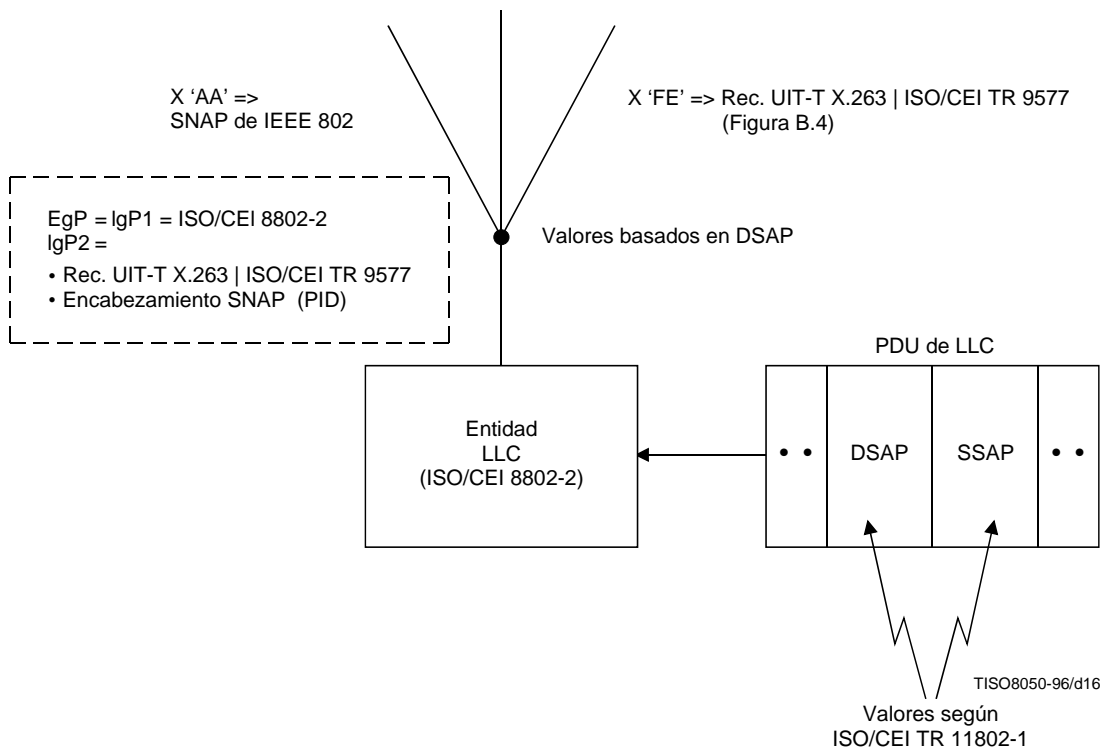 X ‘AA’ =>
SNAP de IEEE 802
X ‘FE’ => Rec. UIT-T X.263 | ISO/CEI TR 9577
(Figura B.4)
EgP = lgP1 = ISO/CEI 8802-2
lgP2 =
• Rec. UIT-T X.263 | ISO/CEI TR 9577
• Encabezamiento SNAP (PID)
Valores basados en DSAP
PDU de LLC
Entidad
LLC
(ISO/CEI 8802-2)
• • DSAP SSAP • •
TISO8050-96/d16
Valores según
ISO/CEI TR 11802-1